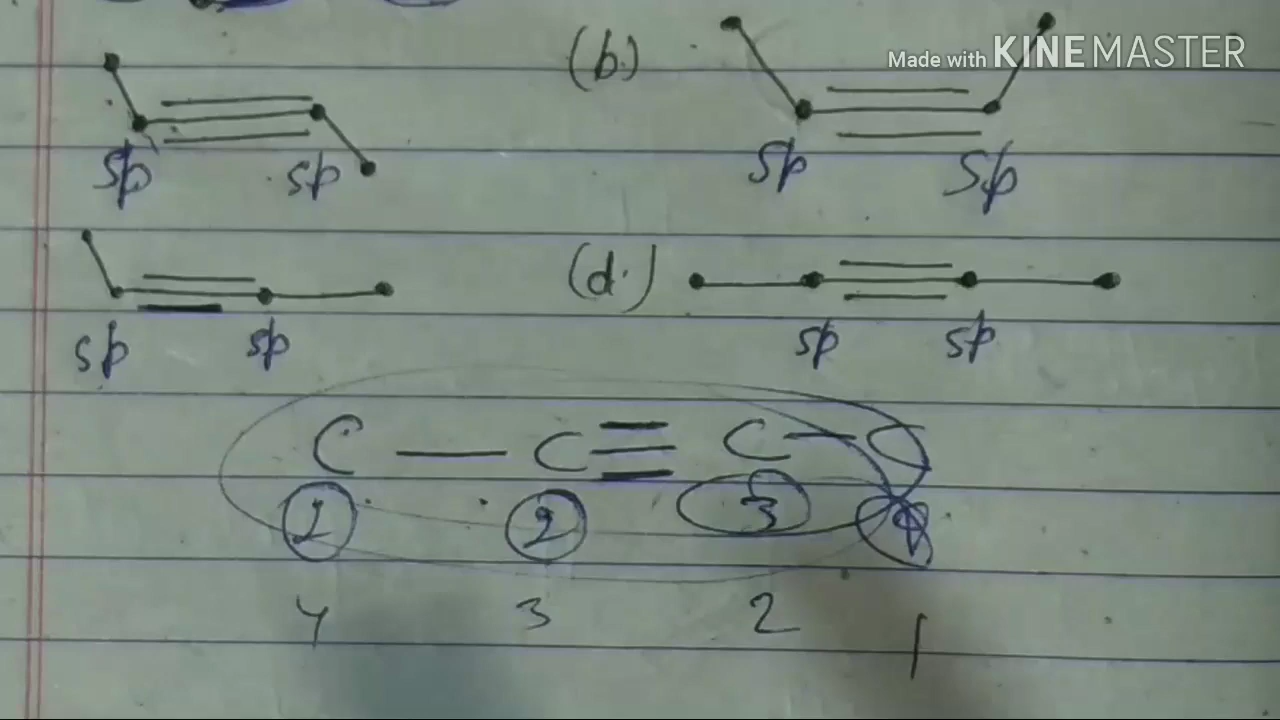 (b.)
Made with KINEMASTER
sp sp sp sp
(d.)
sp sp sp sp
C — C ≡ C — C
1 2 3 4
4 3 2 1